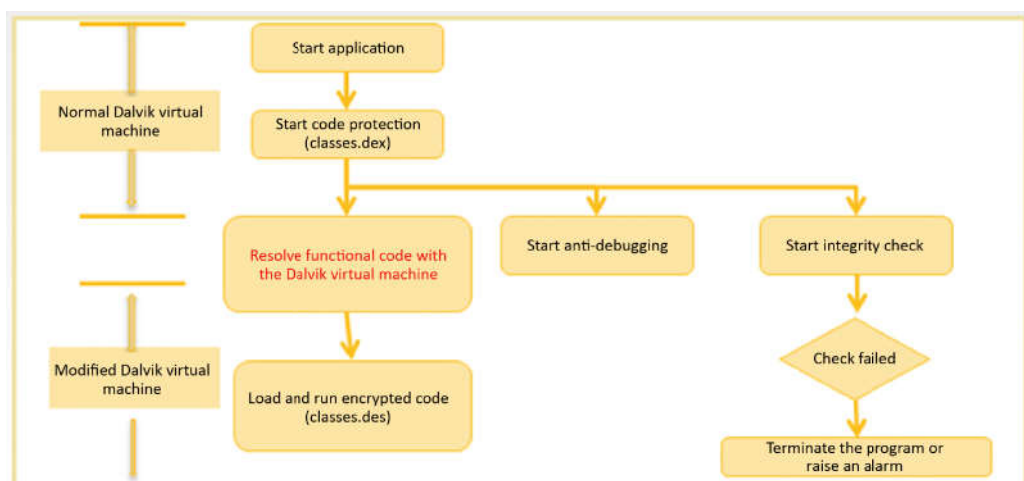 Start application
Normal Dalvik virtual
machine
Start code protection
(classes.dex)
Resolve functional code with
the Dalvik virtual machine
Start anti-debugging
Start integrity check
Modified Dalvik virtual
machine
Load and run encrypted code
(classes.des)
Check failed
Terminate the program or
raise an alarm